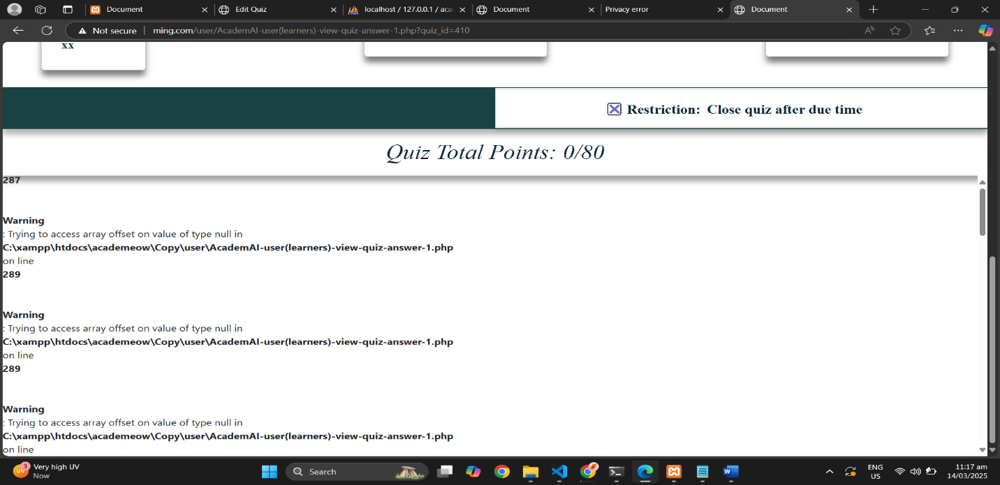 Document
Edit Quiz
localhost / 127.0.0.1 / aca
Document
Privacy error
Document
Not secure
ming.com/user/AcademAI-user(learners)-view-quiz-answer-1.php?quiz_id=410
xx
Restriction: Close quiz after due time
Quiz Total Points: 0/80
287
Warning
: Trying to access array offset on value of type null in
C:\xampp\htdocs\academeow\Copy\user\AcademAI-user(learners)-view-quiz-answer-1.php
on line
289
Warning
: Trying to access array offset on value of type null in
C:\xampp\htdocs\academeow\Copy\user\AcademAI-user(learners)-view-quiz-answer-1.php
on line
289
Warning
: Trying to access array offset on value of type null in
C:\xampp\htdocs\academeow\Copy\user\AcademAI-user(learners)-view-quiz-answer-1.php
on line
UV
3
Very high UV
Now
Search
ENG
US
11:17 am
14/03/2025